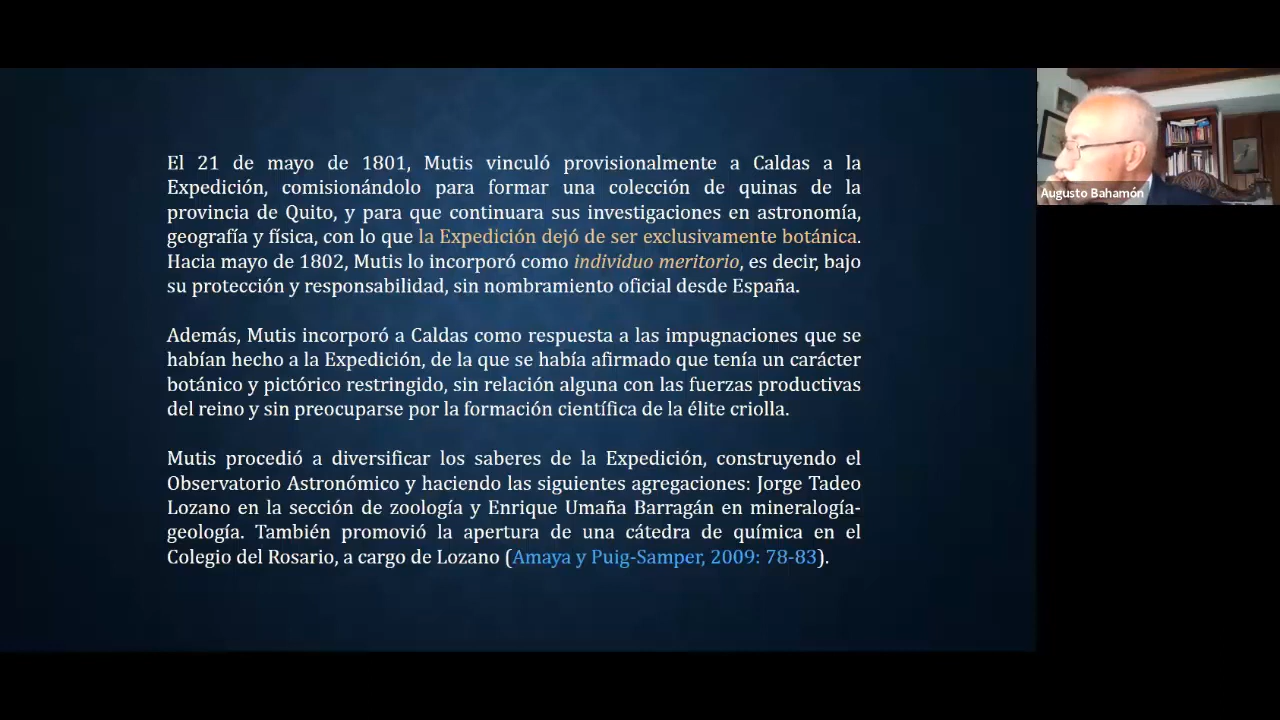 El 21 de mayo de 1801, Mutis vinculó provisionalmente a Caldas a la
Expedición, comisionándolo para formar una colección de quinas de la
provincia de Quito, y para que continuara sus investigaciones en astronomía,
geografía y física, con lo que la Expedición dejó de ser exclusivamente botánica.
Hacia mayo de 1802, Mutis lo incorporó como individuo meritorio, es decir, bajo
su protección y responsabilidad, sin nombramiento oficial desde España.
Además, Mutis incorporó a Caldas como respuesta a las impugnaciones que se
habían hecho a la Expedición, de la que se había afirmado que tenía un carácter
botánico y pictórico restringido, sin relación alguna con las fuerzas productivas
del reino y sin preocuparse por la formación científica de la élite criolla.
Mutis procedió a diversificar los saberes de la Expedición, construyendo el
Observatorio Astronómico y haciendo las siguientes agregaciones: Jorge Tadeo
Lozano en la sección de zoología y Enrique Umaña Barragán en mineralogía-
geología. También promovió la apertura de una cátedra de química en el
Colegio del Rosario, a cargo de Lozano (Amaya y Puig-Samper, 2009: 78-83).
Augusto Bahamón